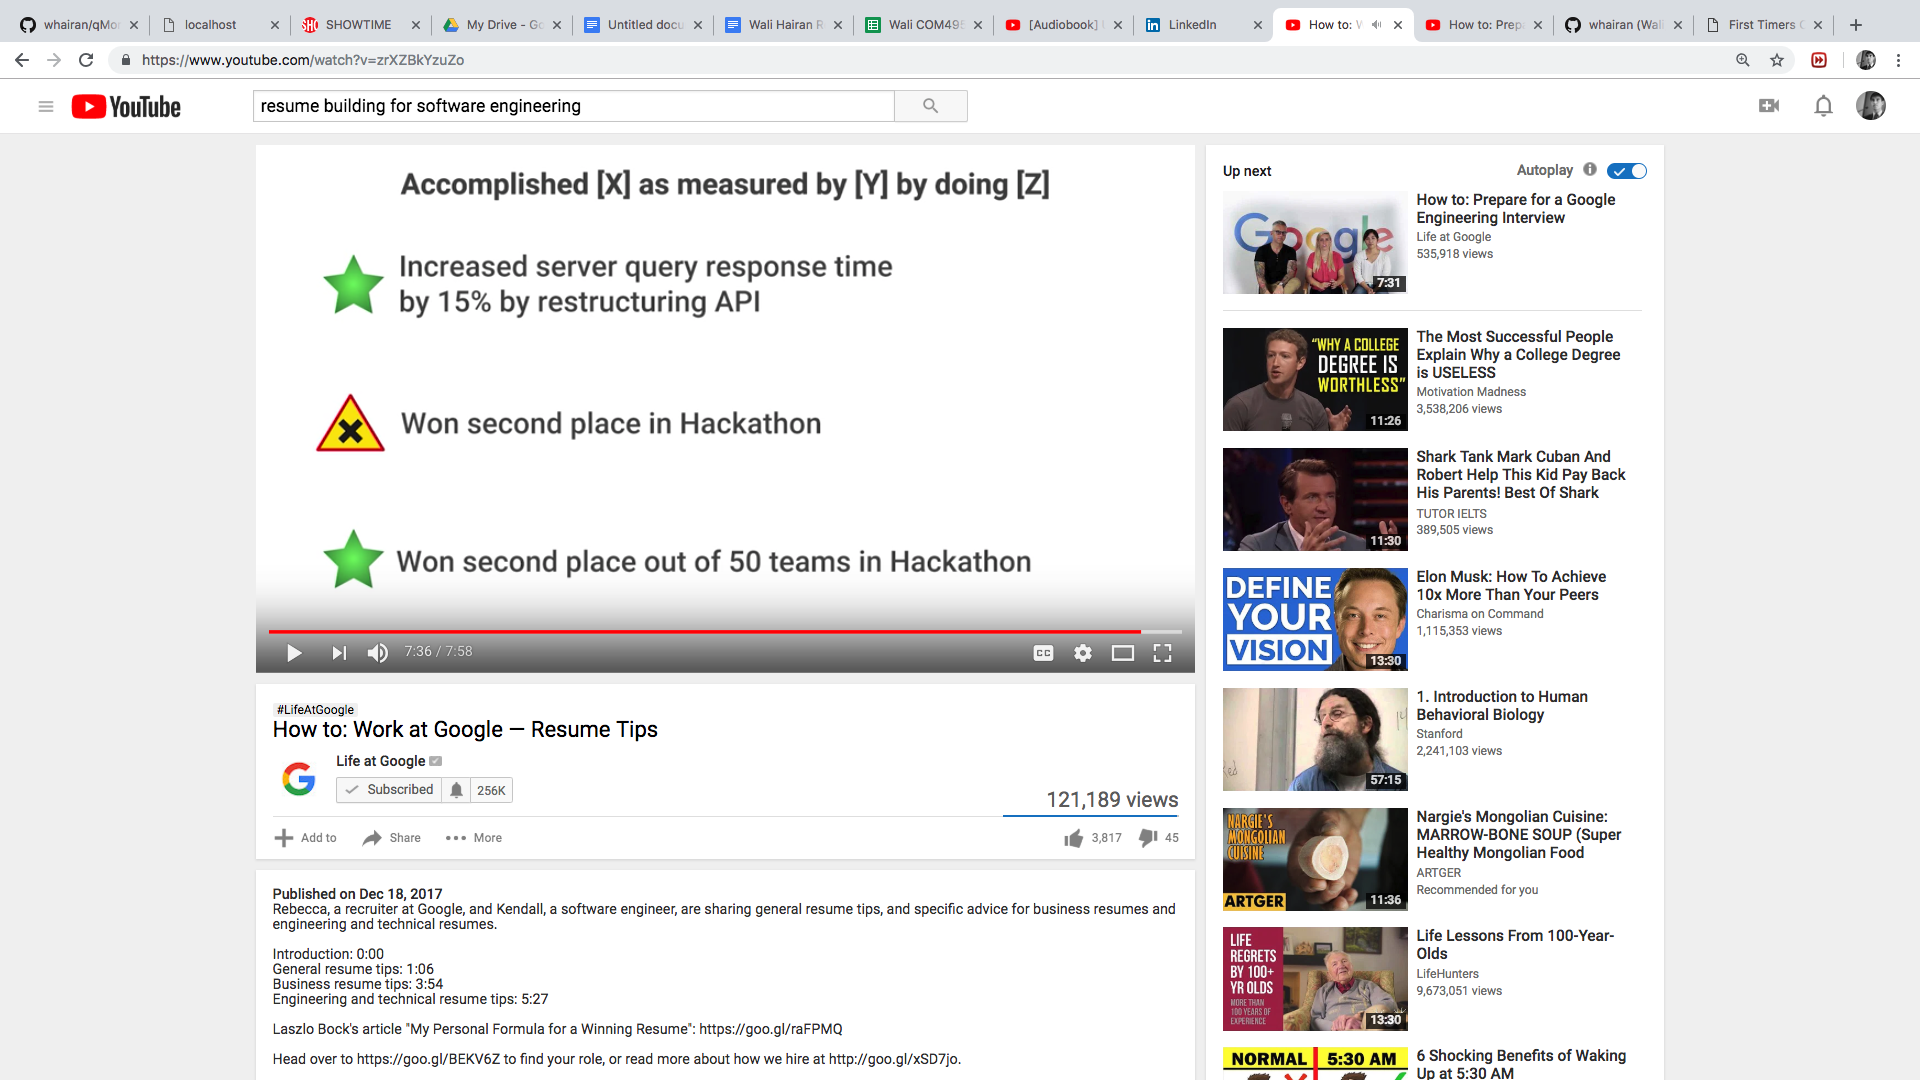 whairan/qMo
localhost
SHOWTIME
My Drive - Go
Untitled docu
Wali Hairan R
Wali COM498
[Audiobook]
LinkedIn
How to: W
How to: Prep
whairan (Wali
First Timers
https://www.youtube.com/watch?v=zrXZBkYzuZo
YouTube
resume building for software engineering
Accomplished [X] as measured by [Y] by doing [Z]
Increased server query response time
by 15% by restructuring API
Won second place in Hackathon
Won second place out of 50 teams in Hackathon
7:36 / 7:58
CC
#LifeAtGoogle
How to: Work at Google — Resume Tips
Life at Google
Subscribed
256K
121,189 views
Add to
Share
More
3,817
45
Published on Dec 18, 2017
Rebecca, a recruiter at Google, and Kendall, a software engineer, are sharing general resume tips, and specific advice for business resumes and
engineering and technical resumes.
Introduction: 0:00
General resume tips: 1:06
Business resume tips: 3:54
Engineering and technical resume tips: 5:27
Laszlo Bock's article "My Personal Formula for a Winning Resume": https://goo.gl/raFPMQ
Head over to https://goo.gl/BEKV6Z to find your role, or read more about how we hire at http://goo.gl/xSD7jo.
Up next
Autoplay
Google
7:31
How to: Prepare for a Google
Engineering Interview
Life at Google
535,918 views
"WHY A COLLEGE
DEGREE IS
WORTHLESS"
11:26
The Most Successful People
Explain Why a College Degree
is USELESS
Motivation Madness
3,538,206 views
11:30
Shark Tank Mark Cuban And
Robert Help This Kid Pay Back
His Parents! Best Of Shark
TUTOR IELTS
389,505 views
DEFINE
YOUR
VISION
13:30
Elon Musk: How To Achieve
10x More Than Your Peers
Charisma on Command
1,115,353 views
57:15
1. Introduction to Human
Behavioral Biology
Stanford
2,241,103 views
NARGIE'S
MONGOLIAN
CUISINE
ARTGER
11:36
Nargie's Mongolian Cuisine:
MARROW-BONE SOUP (Super
Healthy Mongolian Food
ARTGER
Recommended for you
LIFE
REGRETS
BY 100+
YR OLDS
MORE THAN
100 YEARS OF
EXPERIENCE
13:30
Life Lessons From 100-Year-
Olds
LifeHunters
9,673,051 views
NORMAL
5:30 AM
6 Shocking Benefits of Waking
Up at 5:30 AM